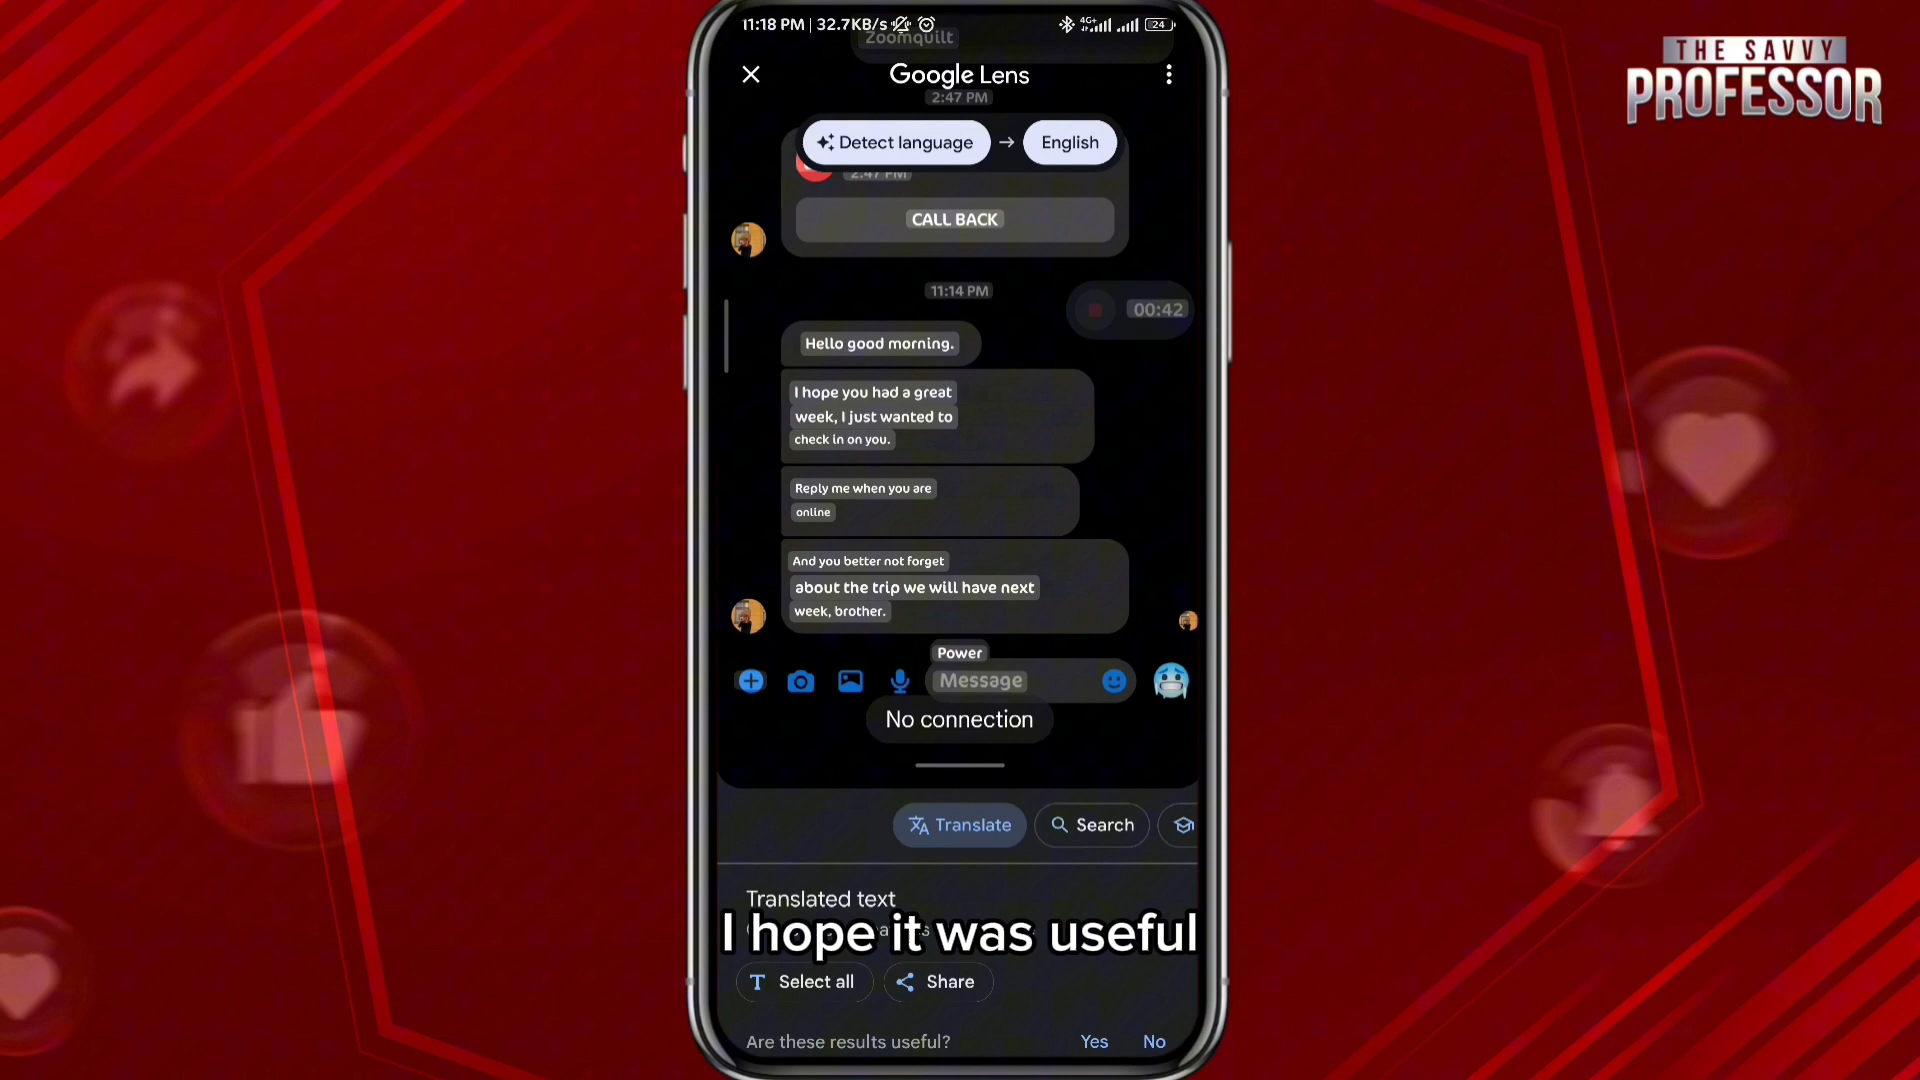 11:18 PM | 32.7KB/s
4G+
24
Zoomquilt
THE SAVVY
PROFESSOR
Google Lens
2:47 PM
Detect language → English
2:47 PM
CALL BACK
11:14 PM
00:42
Hello good morning.
I hope you had a great
week, I just wanted to
check in on you.
Reply me when you are
online
And you better not forget
about the trip we will have next
week, brother.
Power
Message
No connection
Translate
Search
Translated text
I hope it was useful
Select all
Share
Are these results useful?
Yes
No